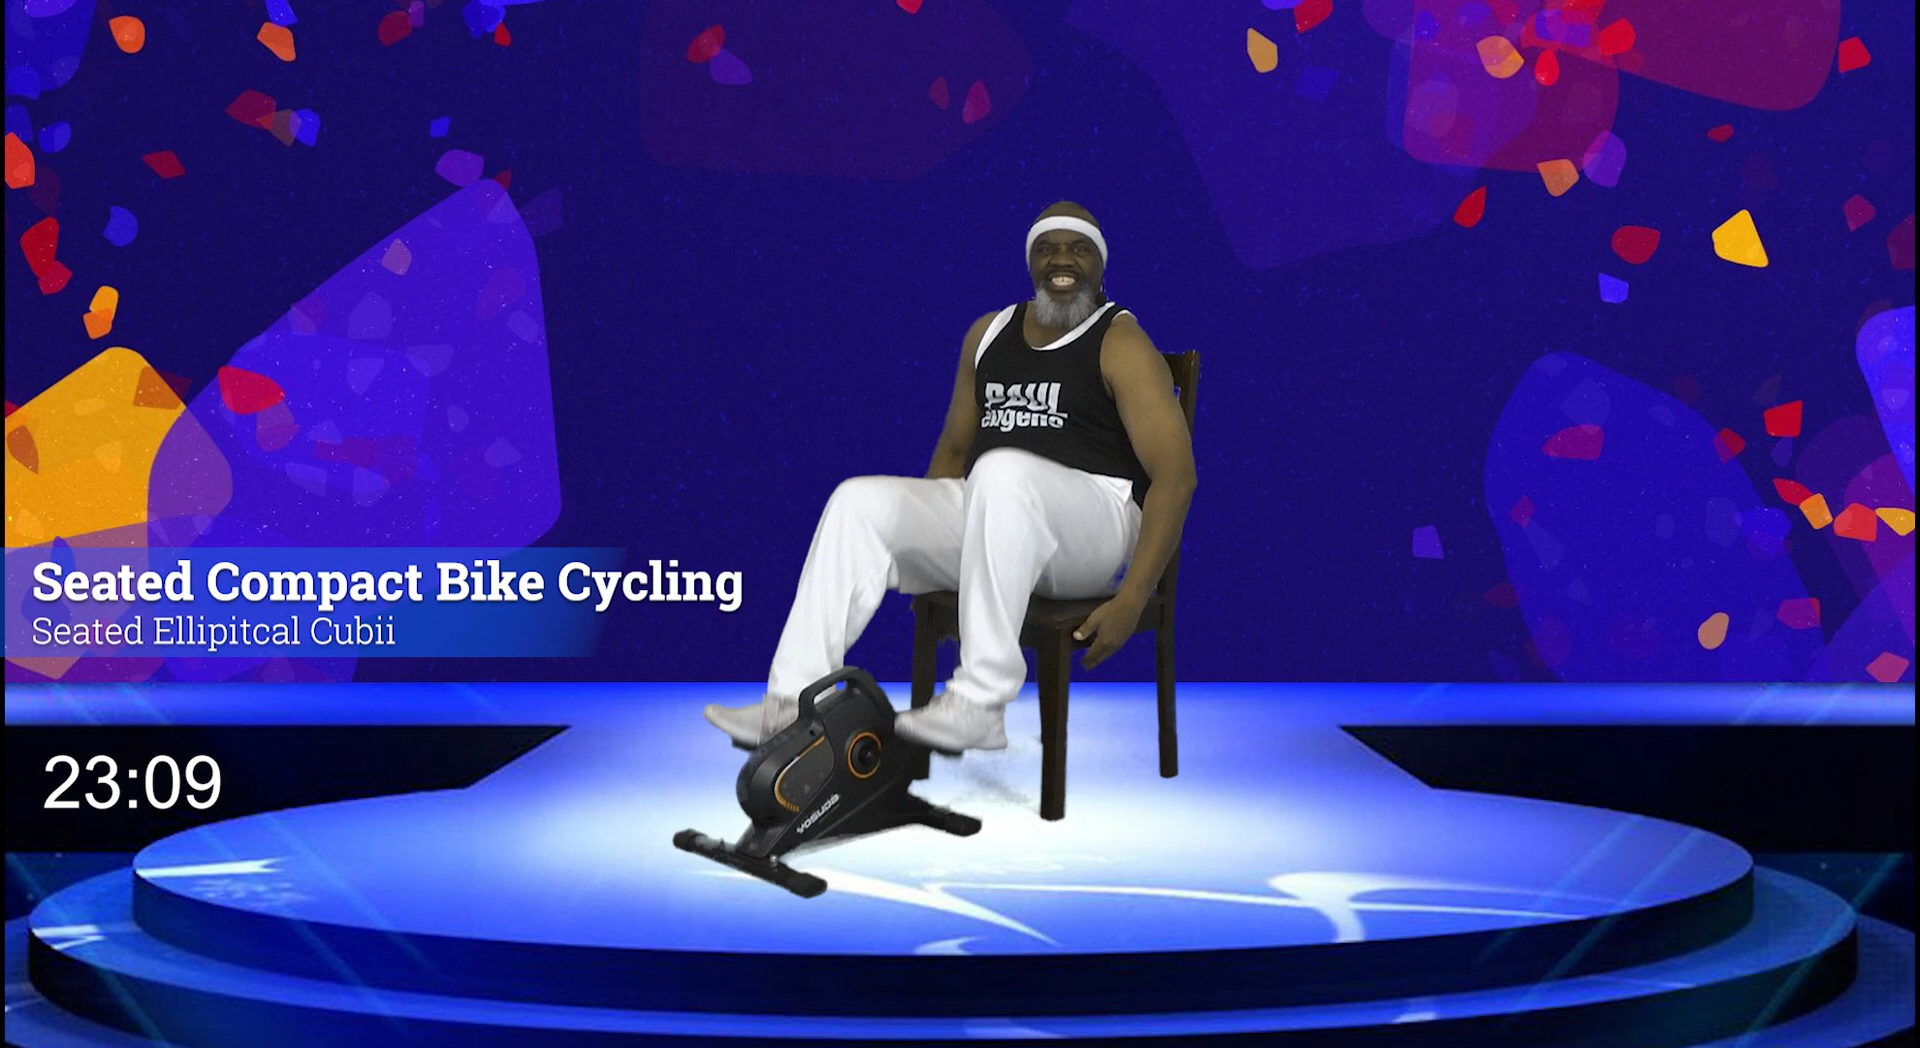 PAUL
eugene
Seated Compact Bike Cycling
Seated Ellipitcal Cubii
23:09
YOSUDA